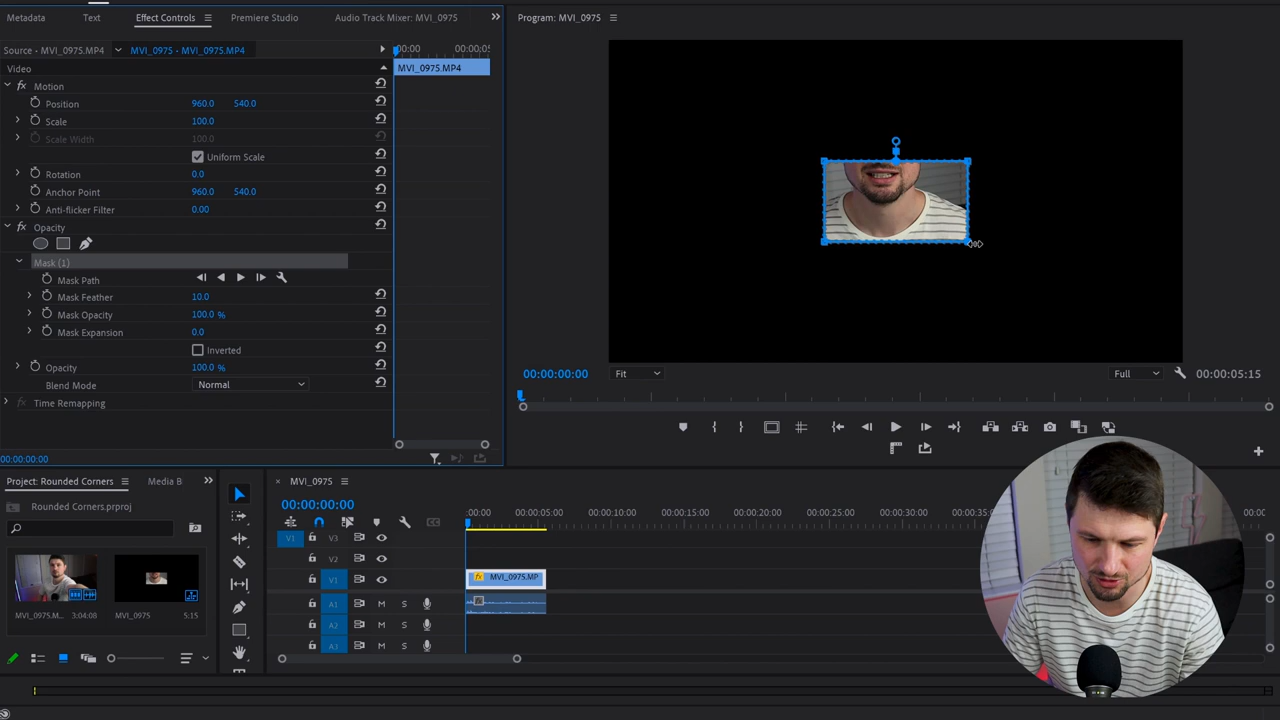 Metadata Text Effect Controls Premiere Studio Audio Track Mixer: MVI_0975
Program: MVI_0975
Source • MVI_0975.MP4 MVI_0975 • MVI_0975.MP4
Video
MVI_0975.MP4
Motion
Position 960.0 540.0
Scale 100.0
Scale Width 100.0
Uniform Scale
Rotation 0.0
Anchor Point 960.0 540.0
Anti-flicker Filter 0.00
Opacity
Mask (1)
Mask Path
Mask Feather 10.0
Mask Opacity 100.0 %
Mask Expansion 0.0
Inverted
Opacity 100.0 %
Blend Mode Normal
Time Remapping
00:00:00:00
00:00:00:00 Fit Full 00:00:05:15
Project: Rounded Corners Media B
Rounded Corners.prproj
MVI_0975.M... 3:04:08
MVI_0975 5:15
MVI_0975
00:00:00:00
:00:00 00:00:05:00 00:00:10:00 00:00:15:00 00:00:20:00 00:00:25:00 00:00:30:00
V1 V3
V2
V1 MVI_0975.MP
A1 M S
A2 M S
A3 M S